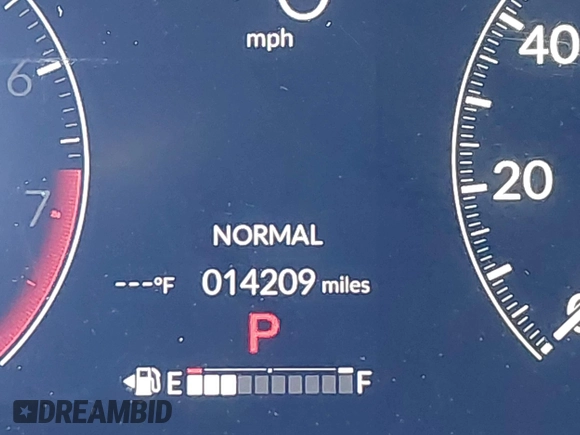 mph
40
6
20
7
NORMAL
---°F 014209 miles
P
E F
DREAMBID